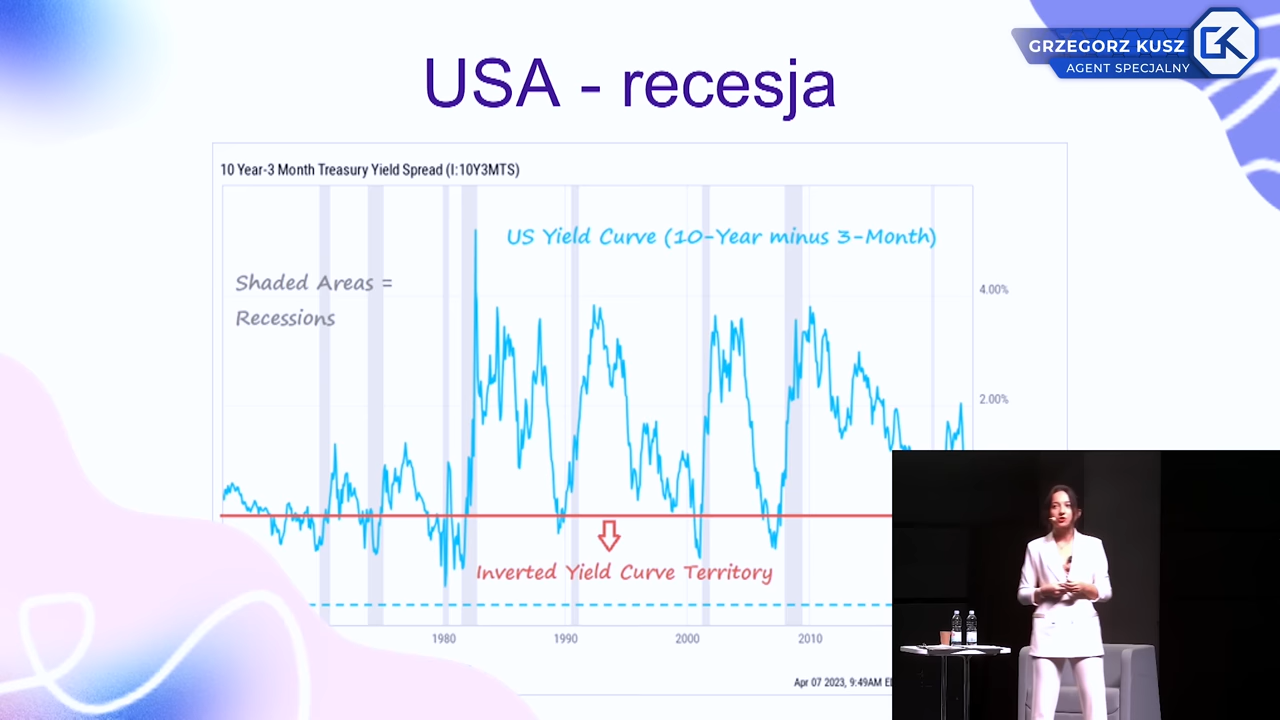 GRZEGORZ KUSZ
AGENT SPECJALNY
GK
USA - recesja
10 Year-3 Month Treasury Yield Spread (I:10Y3MTS)
US Yield Curve (10-Year minus 3-Month)
Shaded Areas =
Recessions
4.00%
2.00%
Inverted Yield Curve Territory
1980
1990
2000
2010
Apr 07 2023, 9:49AM